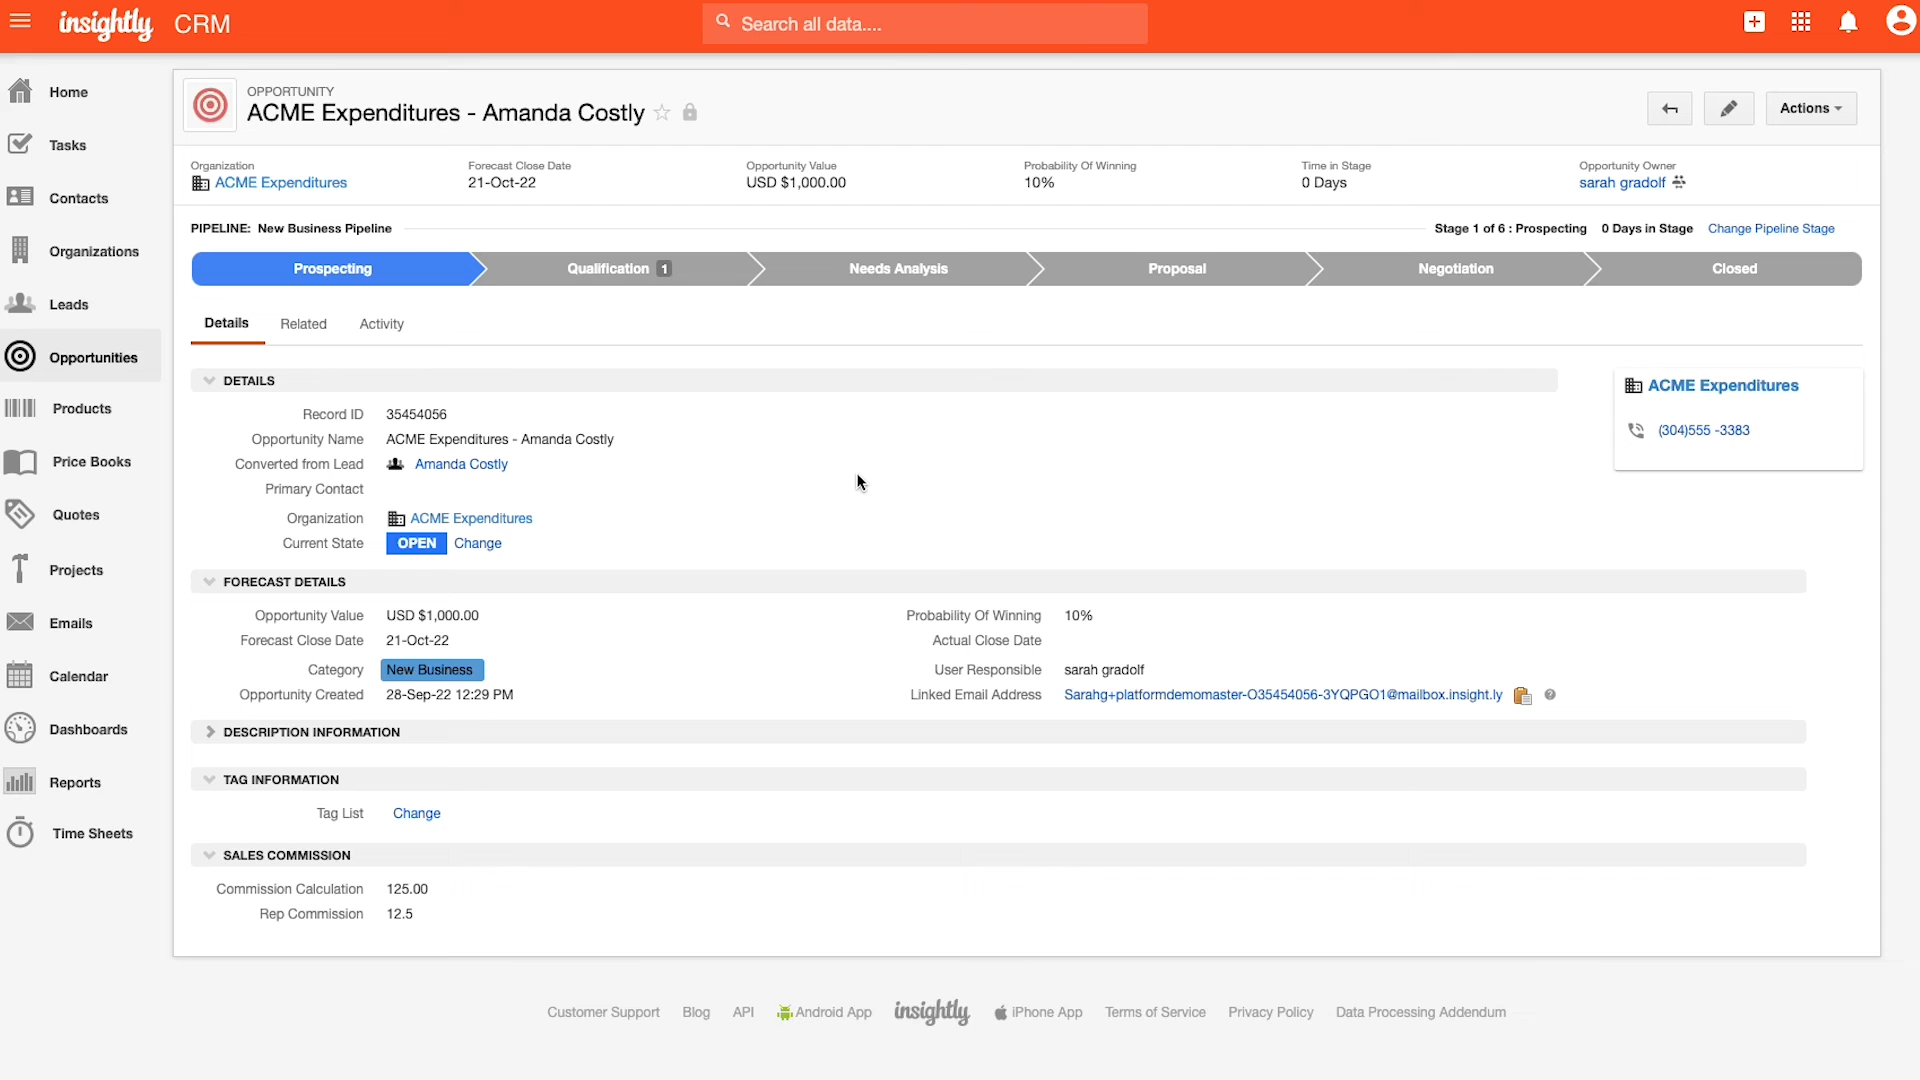 insightly CRM
Search all data....
Home
Tasks
Contacts
Organizations
Leads
Opportunities
Products
Price Books
Quotes
Projects
Emails
Calendar
Dashboards
Reports
Time Sheets
OPPORTUNITY
ACME Expenditures - Amanda Costly
Actions
Organization
ACME Expenditures
Forecast Close Date
21-Oct-22
Opportunity Value
USD $1,000.00
Probability Of Winning
10%
Time in Stage
0 Days
Opportunity Owner
sarah gradolf
PIPELINE: New Business Pipeline
Stage 1 of 6 : Prospecting 0 Days in Stage Change Pipeline Stage
Prospecting Qualification 1 Needs Analysis Proposal Negotiation Closed
Details Related Activity
DETAILS
Record ID 35454056
Opportunity Name ACME Expenditures - Amanda Costly
Converted from Lead Amanda Costly
Primary Contact
Organization ACME Expenditures
Current State OPEN Change
ACME Expenditures
(304)555 -3383
FORECAST DETAILS
Opportunity Value USD $1,000.00
Forecast Close Date 21-Oct-22
Category New Business
Opportunity Created 28-Sep-22 12:29 PM
Probability Of Winning 10%
Actual Close Date
User Responsible sarah gradolf
Linked Email Address Sarahg+platformdemomaster-O35454056-3YQPGO1@mailbox.insight.ly ?
DESCRIPTION INFORMATION
TAG INFORMATION
Tag List Change
SALES COMMISSION
Commission Calculation 125.00
Rep Commission 12.5
Customer Support Blog API Android App insightly iPhone App Terms of Service Privacy Policy Data Processing Addendum